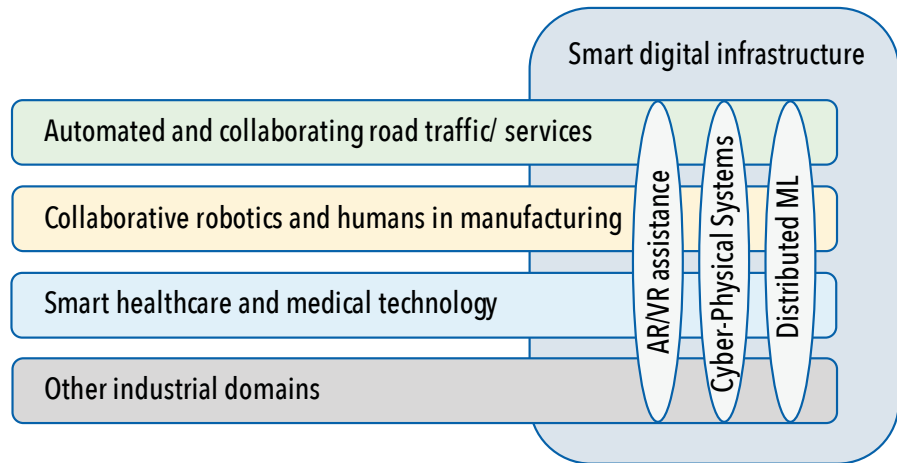 Smart digital infrastructure
Automated and collaborating road traffic/ services
Collaborative robotics and humans in manufacturing
Smart healthcare and medical technology
Other industrial domains
AR/VR assistance
Cyber-Physical Systems
Distributed ML